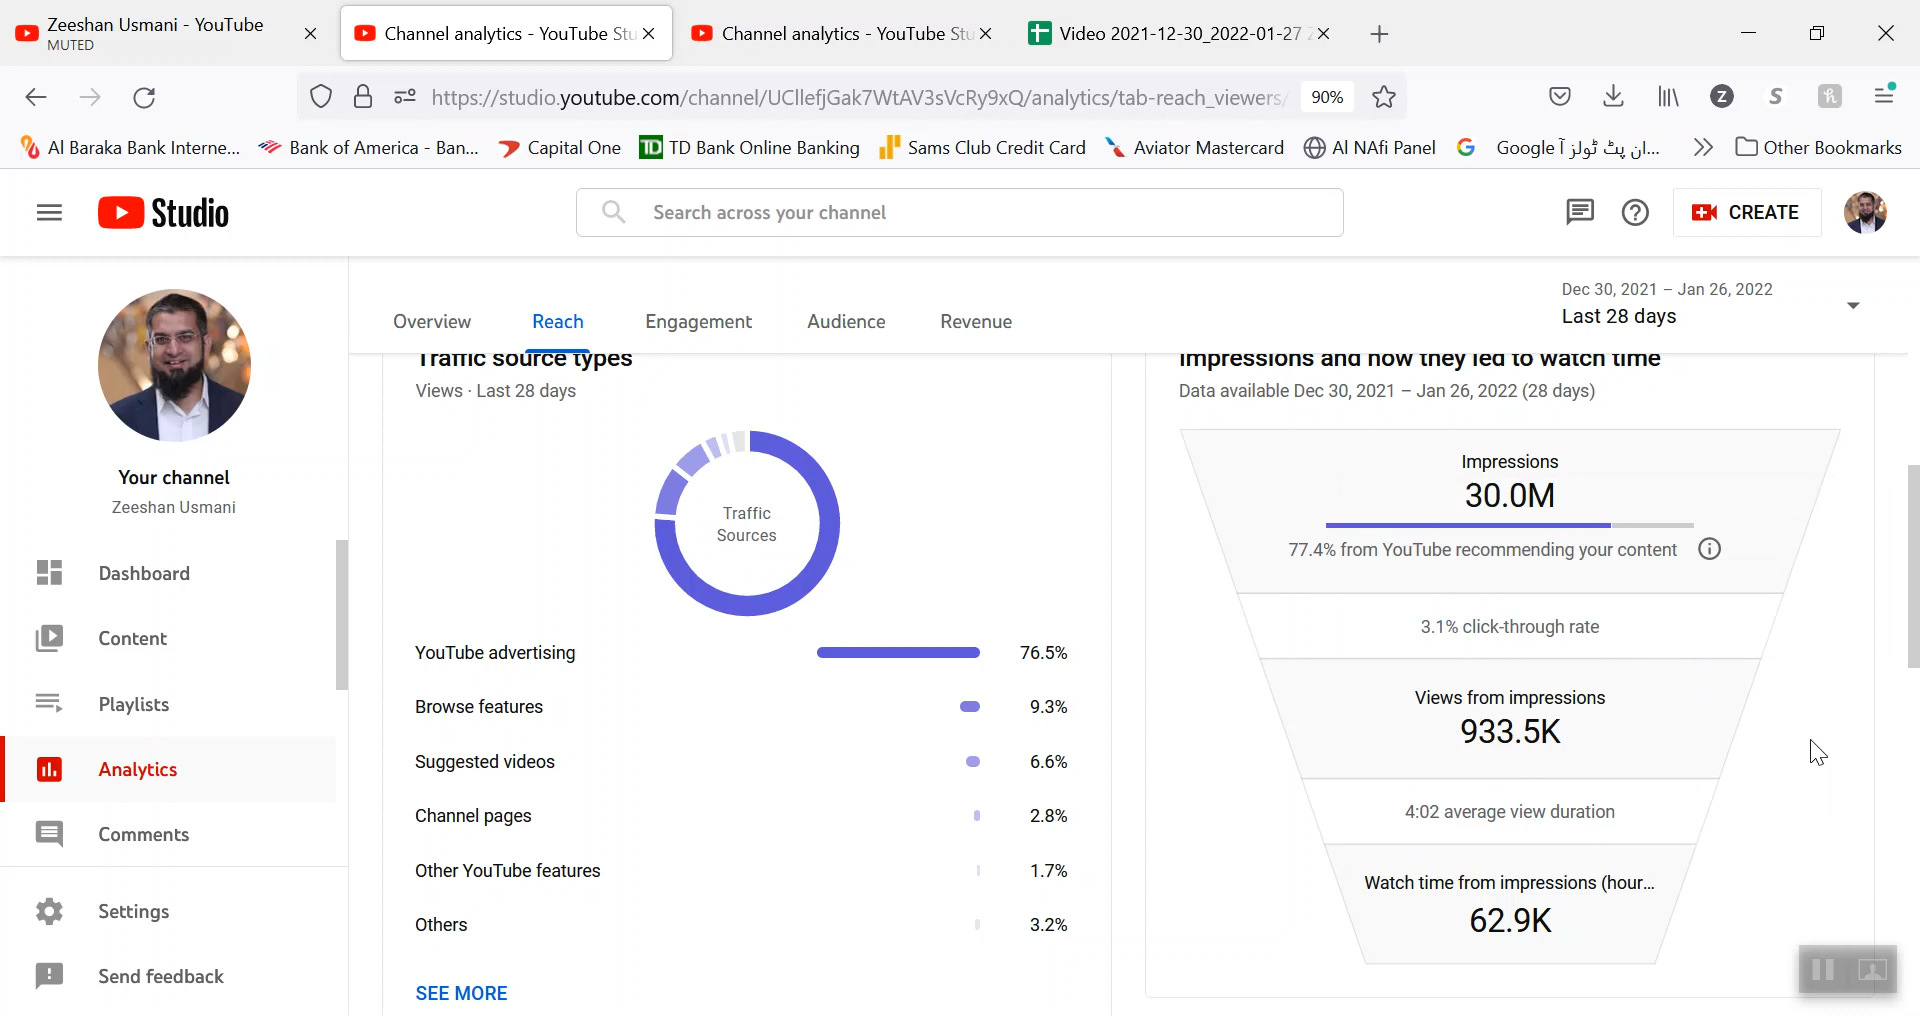 Zeeshan Usmani - YouTube
MUTED
Channel analytics - YouTube Stu
Channel analytics - YouTube Stu
Video 2021-12-30_2022-01-27
https://studio.youtube.com/channel/UCllefjGak7WtAV3sVcRy9xQ/analytics/tab-reach_viewers/
90%
Z
S
h
Al Baraka Bank Interne...
Bank of America - Ban...
Capital One
TD
TD Bank Online Banking
Sams Club Credit Card
Aviator Mastercard
Al NAfi Panel
Google ان پٹ ٹولز آ...
Other Bookmarks
Studio
Search across your channel
CREATE
Dec 30, 2021 – Jan 26, 2022
Last 28 days
Overview
Reach
Engagement
Audience
Revenue
Your channel
Zeeshan Usmani
Dashboard
Content
Playlists
Analytics
Comments
Settings
Send feedback
Traffic source types
Views · Last 28 days
Traffic
Sources
YouTube advertising 76.5%
Browse features 9.3%
Suggested videos 6.6%
Channel pages 2.8%
Other YouTube features 1.7%
Others 3.2%
SEE MORE
Impressions and how they led to watch time
Data available Dec 30, 2021 – Jan 26, 2022 (28 days)
Impressions
30.0M
77.4% from YouTube recommending your content
3.1% click-through rate
Views from impressions
933.5K
4:02 average view duration
Watch time from impressions (hour...
62.9K